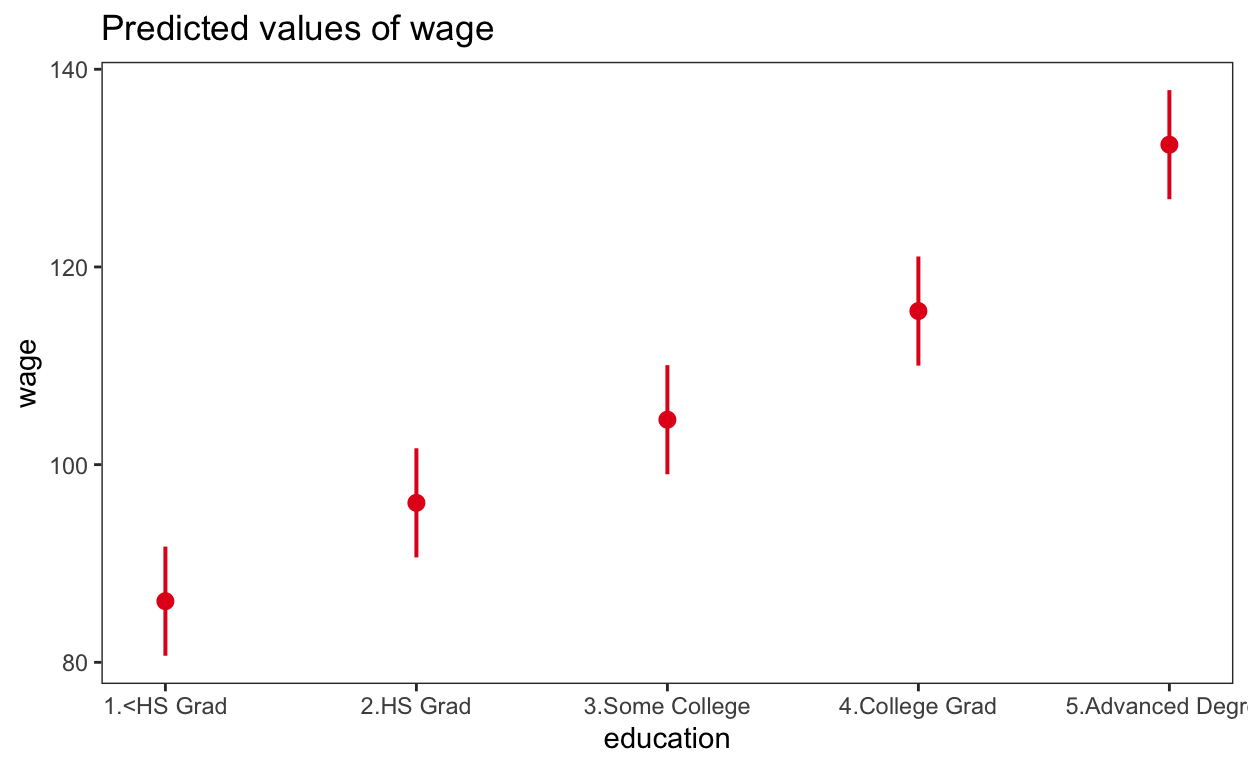 Predicted values of wage
140
120
100
80
wage
1.<HS Grad 2.HS Grad 3.Some College 4.College Grad 5.Advanced Degr
education